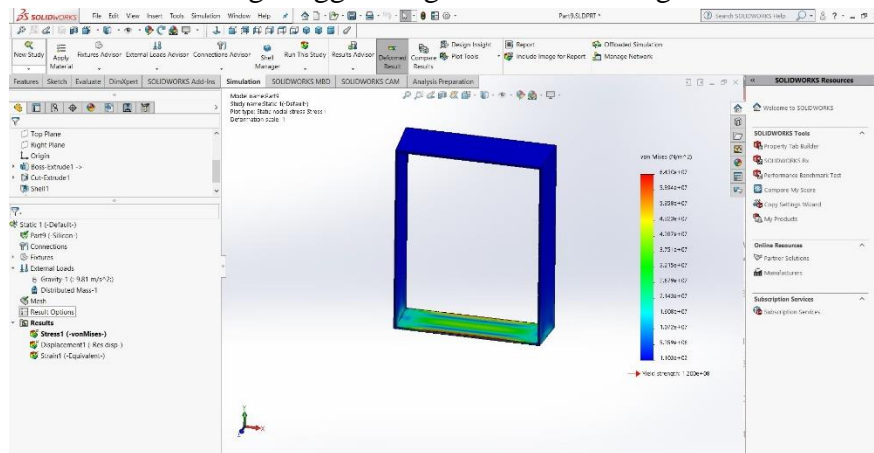 SOLIDWORKS File Edit View Insert Tools Simulation Window Help Part9.SLDPRT * Search SOLIDWORKS Help
New Study Apply Material Fixtures Advisor External Loads Advisor Connections Advisor Shell Manager Run This Study Results Advisor Deformed Result Compare Results Design Insight Plot Tools Report Include Image for Report Offloaded Simulation Manage Network
Features Sketch Evaluate DimXpert SOLIDWORKS Add-Ins Simulation SOLIDWORKS MBD SOLIDWORKS CAM Analysis Preparation
SOLIDWORKS Resources
Model name:Part9
Study name:Static 1(-Default-)
Plot type: Static nodal stress Stress
Deformation scale: 1
Top Plane
Right Plane
Origin
Boss-Extrude1 ->
Cut-Extrude1
Shell1
Static 1 (-Default-)
Part9 (-Silicon-)
Connections
Fixtures
External Loads
Gravity-1 (: 9.81 m/s^2:)
Distributed Mass-1
Mesh
Result Options
Results
Stress1 (-vonMises-)
Displacement1 (-Res disp-)
Strain1 (-Equivalent-)
von Mises (N/m^2)
Yield strength: 1.200e+08
Welcome to SOLIDWORKS
SOLIDWORKS Tools
Property Tab Builder
SOLIDWORKS Rx
Performance Benchmark Test
Compare My Score
Copy Settings Wizard
My Products
Online Resources
Partner Solutions
Manufacturers
Subscription Services
Subscription Services